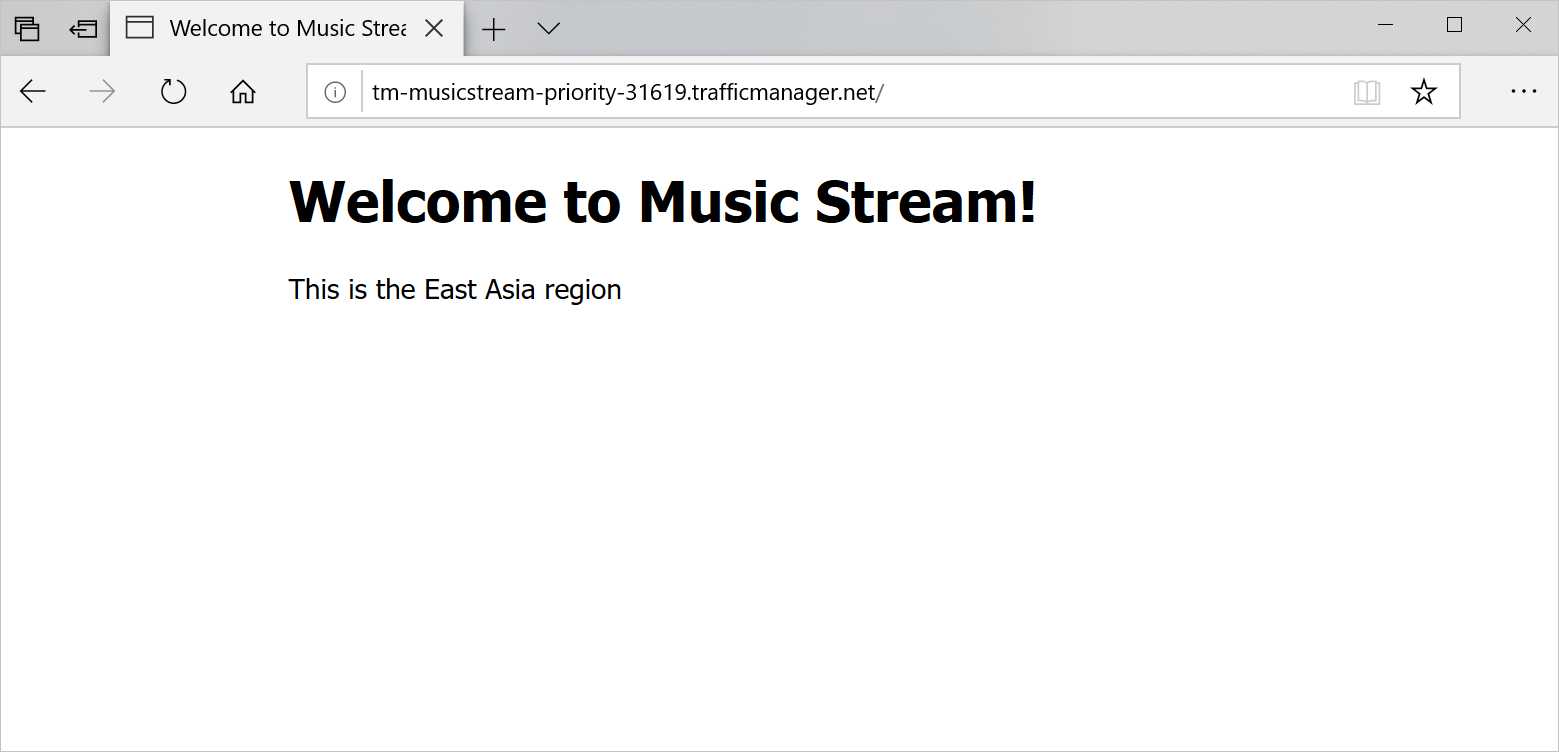 Welcome to Music Strea
tm-musicstream-priority-31619.trafficmanager.net/
Welcome to Music Stream!
This is the East Asia region